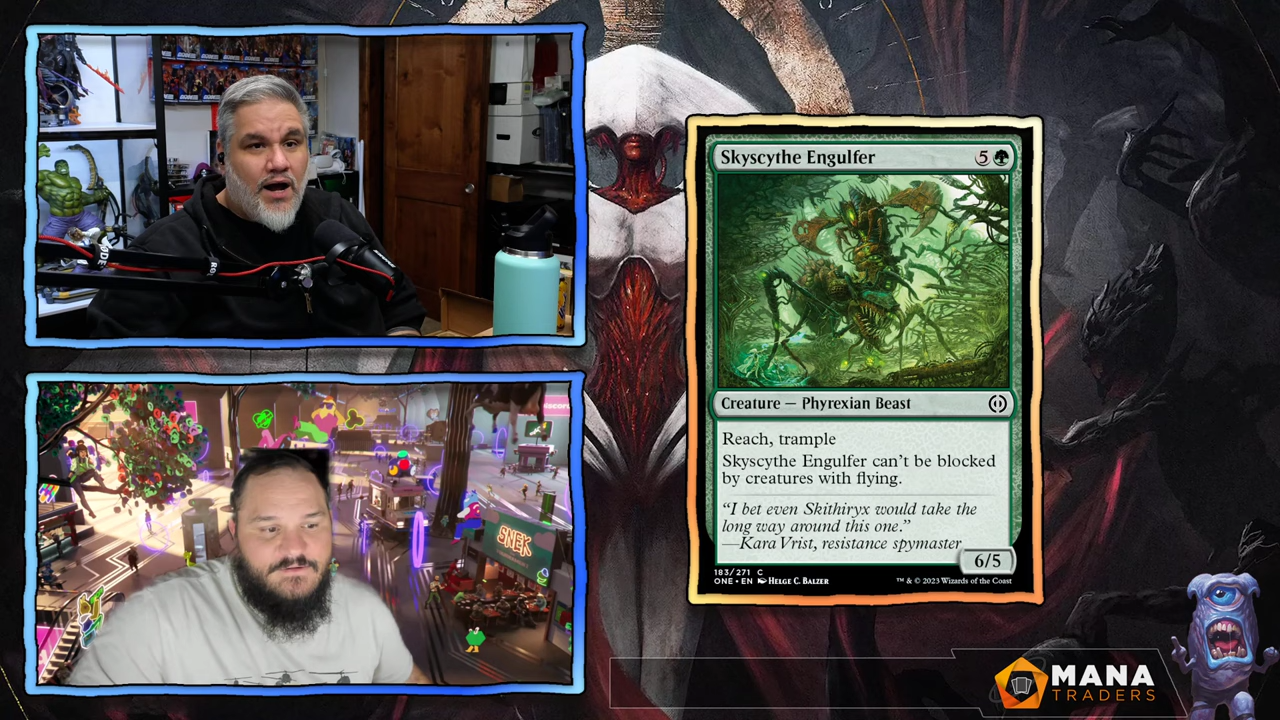 Skyscythe Engulfer
5
Creature — Phyrexian Beast
Reach, trample
Skyscythe Engulfer can't be blocked
by creatures with flying.
"I bet even Skithiryx would take the
long way around this one."
—Kara Vrist, resistance spymaster
6/5
183/271 C
ONE • EN Helge C. Balzer
™ & © 2023 Wizards of the Coast
SNEK
MANA
TRADERS